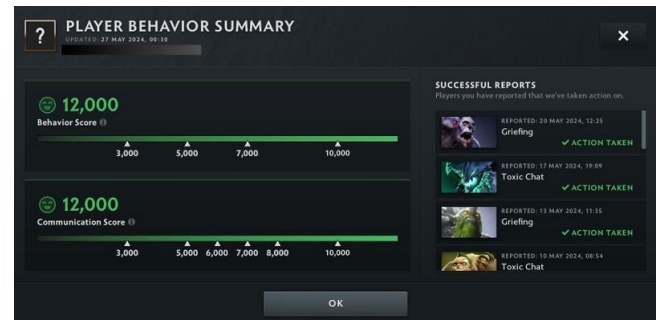 ?
PLAYER BEHAVIOR SUMMARY
UPDATED: 27 MAY 2024, 00:30
12,000
Behavior Score
3,000 5,000 7,000 10,000
12,000
Communication Score
3,000 5,000 6,000 7,000 8,000 10,000
SUCCESSFUL REPORTS
Players you have reported that we've taken action on.
REPORTED: 20 MAY 2024, 12:25
Griefing
✓ ACTION TAKEN
REPORTED: 17 MAY 2024, 19:09
Toxic Chat
✓ ACTION TAKEN
REPORTED: 13 MAY 2024, 11:35
Griefing
✓ ACTION TAKEN
REPORTED: 10 MAY 2024, 08:54
Toxic Chat
OK